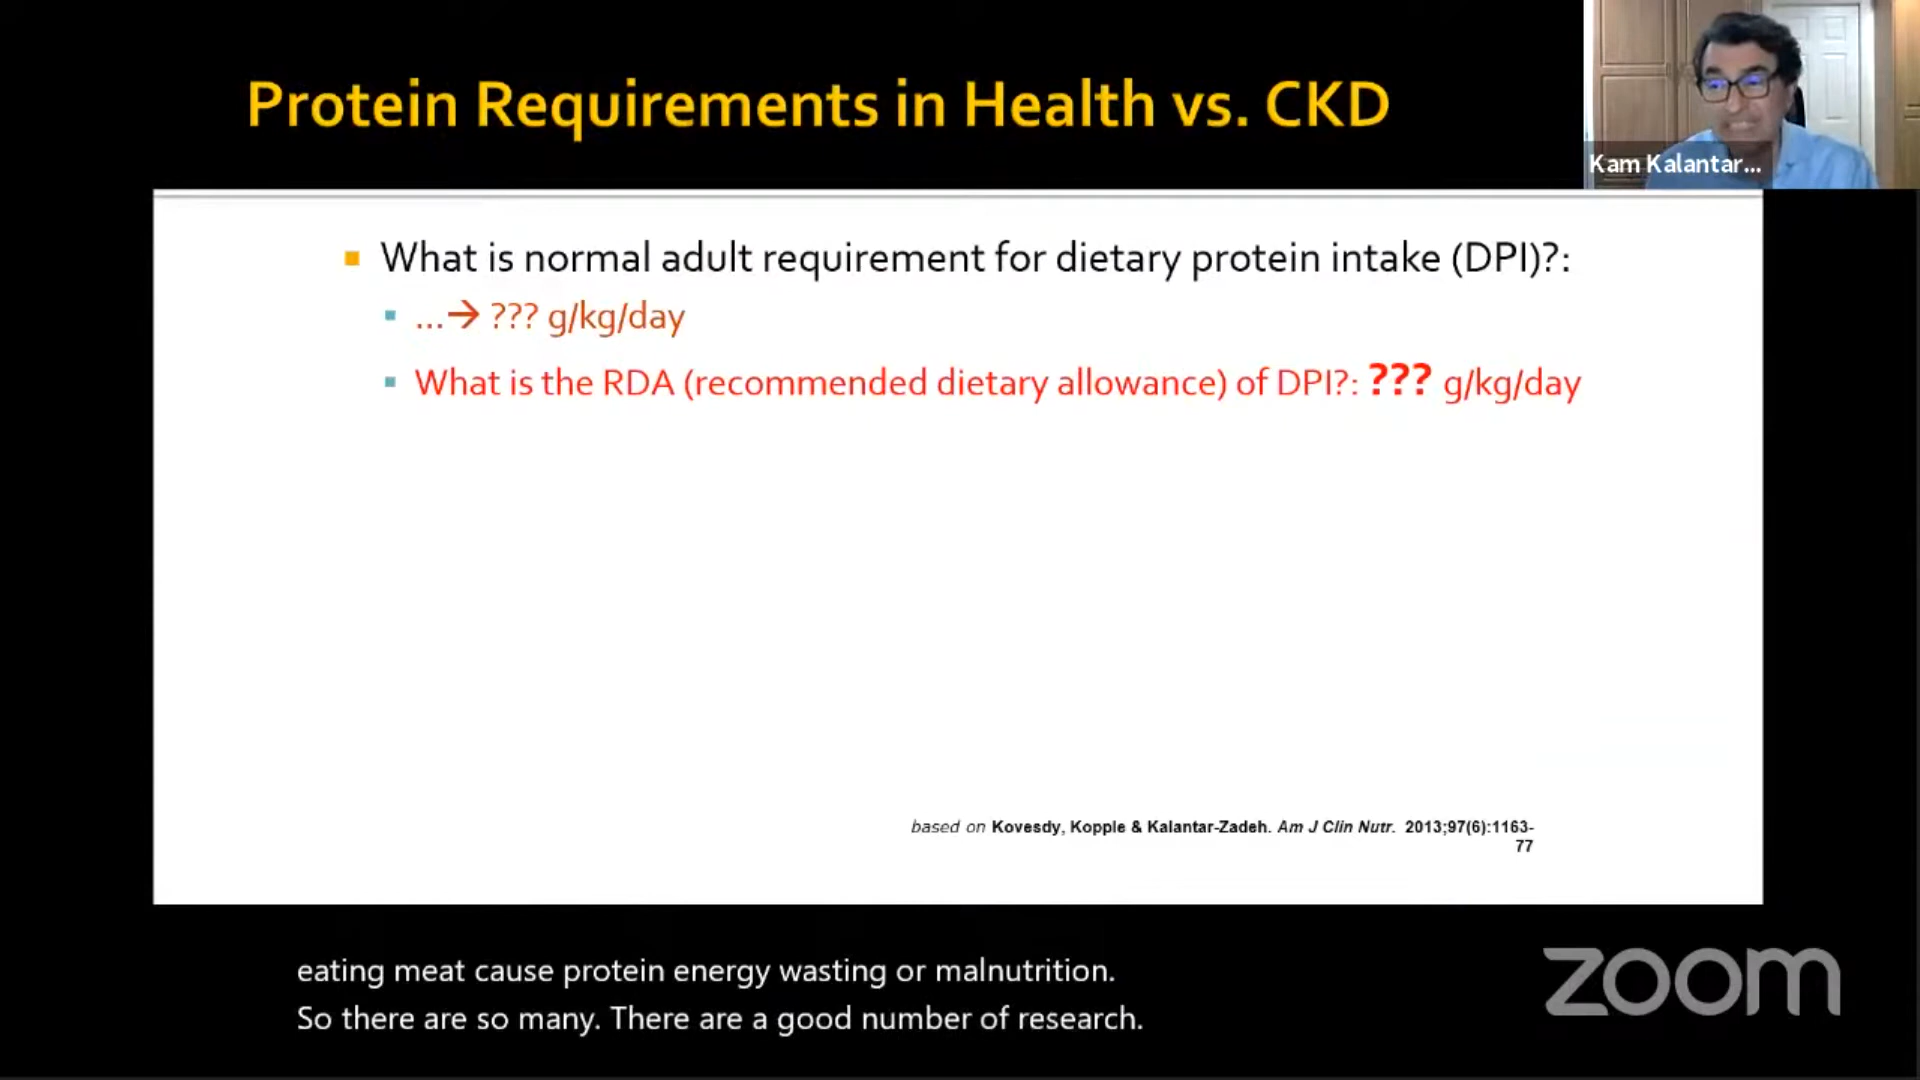 Protein Requirements in Health vs. CKD
Kam Kalantar...
What is normal adult requirement for dietary protein intake (DPI)?:
...→ ??? g/kg/day
What is the RDA (recommended dietary allowance) of DPI?: ??? g/kg/day
based on Kovesdy, Kopple & Kalantar-Zadeh. Am J Clin Nutr. 2013;97(6):1163-
77
eating meat cause protein energy wasting or malnutrition.
So there are so many. There are a good number of research.
zoom